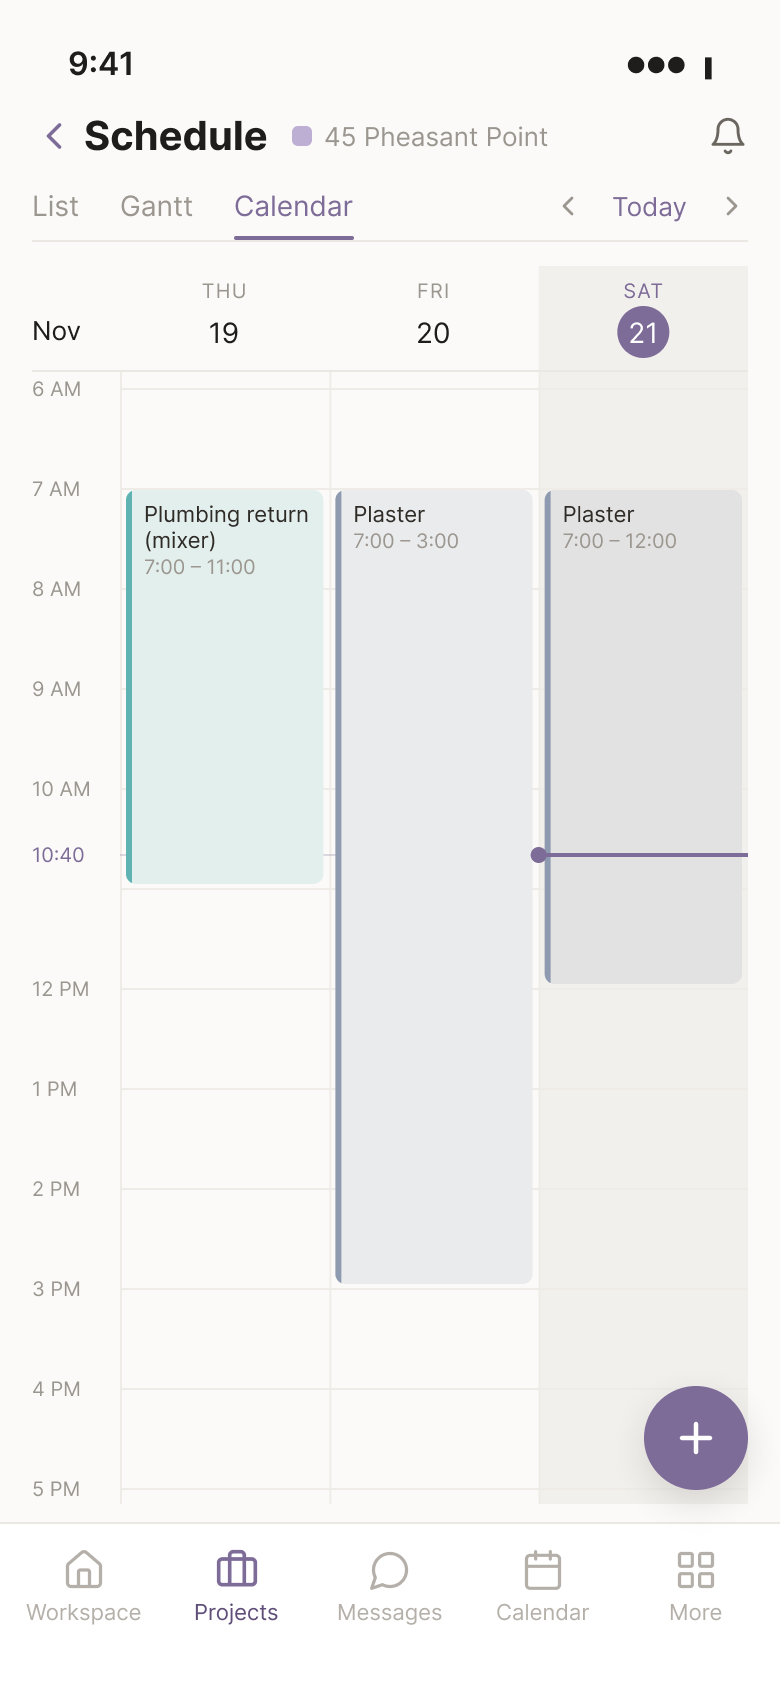 9:41
Schedule
45 Pheasant Point
List Gantt Calendar
Today
Nov
THU
19
FRI
20
SAT
21
6 AM
7 AM
Plumbing return
(mixer)
7:00 – 11:00
Plaster
7:00 – 3:00
Plaster
7:00 – 12:00
8 AM
9 AM
10 AM
10:40
12 PM
1 PM
2 PM
3 PM
4 PM
5 PM
Workspace
Projects
Messages
Calendar
More